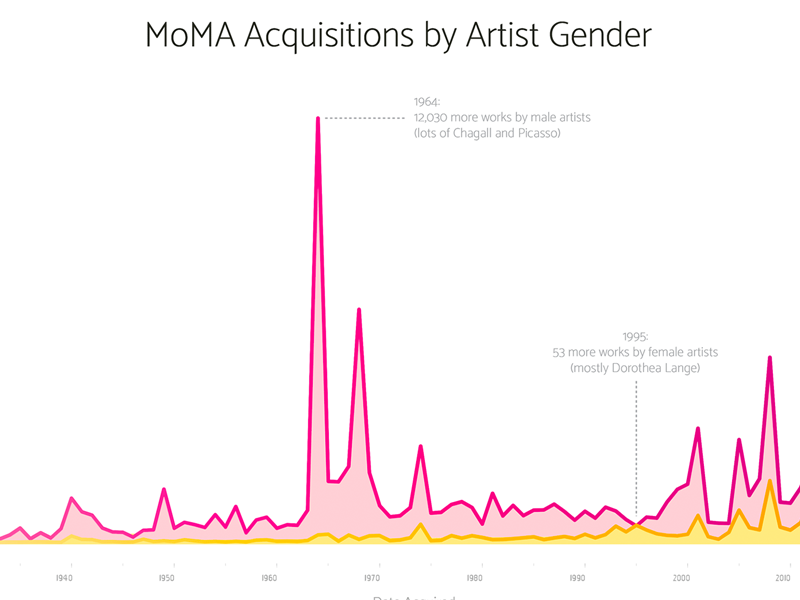 MoMA Acquisitions by Artist Gender
1964:
12,030 more works by male artists
(lots of Chagall and Picasso)
1995:
53 more works by female artists
(mostly Dorothea Lange)
1940
1950
1960
1970
1980
1990
2000
2010